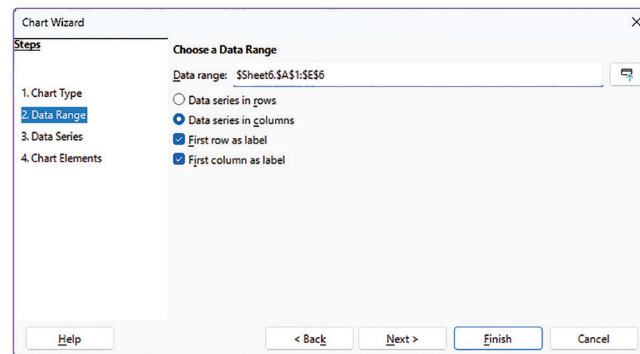 Chart Wizard
Steps
1. Chart Type
2. Data Range
3. Data Series
4. Chart Elements
Choose a Data Range
Data range: $Sheet6.$A$1:$E$6
Data series in rows
Data series in columns
First row as label
First column as label
Help
< Back
Next >
Finish
Cancel